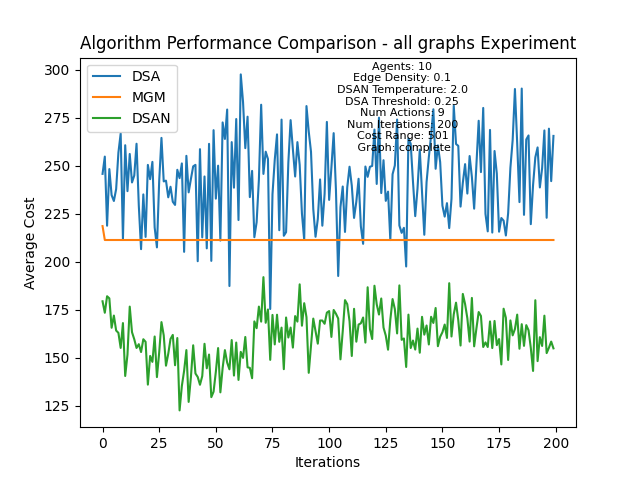 Algorithm Performance Comparison - all graphs Experiment
DSA
MGM
DSAN
Agents: 10
Edge Density: 0.1
DSAN Temperature: 2.0
DSA Threshold: 0.25
Num Actions: 9
Num Iterations: 200
Cost Range: 501
Graph: complete
Average Cost
300
275
250
225
200
175
150
125
0
25
50
75
100
125
150
175
200
Iterations